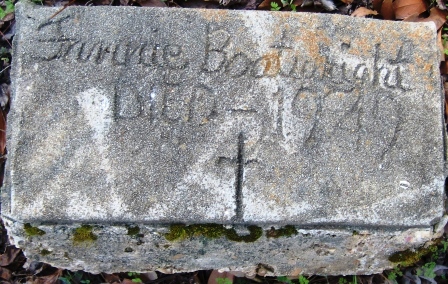 Fannie Boatwright
DIED - 1949